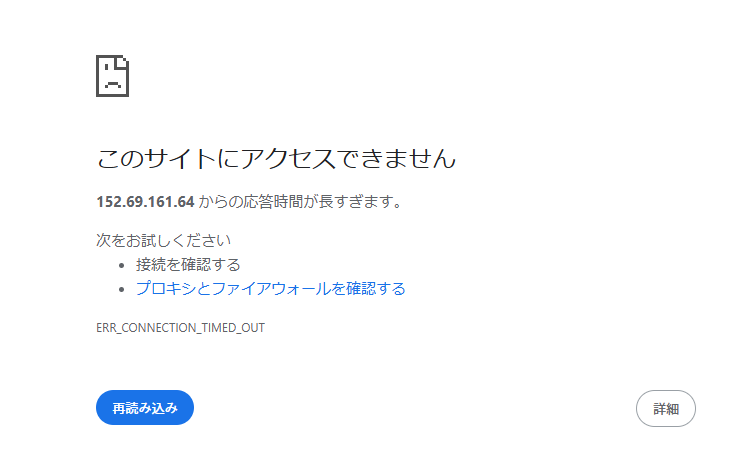 このサイトにアクセスできません
152.69.161.64 からの応答時間が長すぎます。
次をお試しください
• 接続を確認する
• プロキシとファイアウォールを確認する
ERR_CONNECTION_TIMED_OUT
再読み込み
詳細